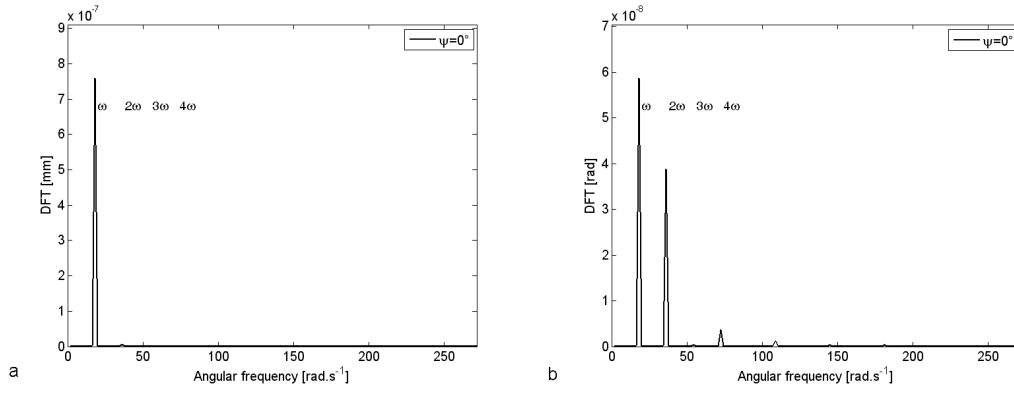 x 10⁻⁷
9
8
7
6
5
4
3
2
1
0
DFT [mm]
ψ=0°
ω 2ω 3ω 4ω
0 50 100 150 200 250
Angular frequency [rad.s⁻¹]
a
x 10⁻⁸
7
6
5
4
3
2
1
0
DFT [rad]
ψ=0°
ω 2ω 3ω 4ω
0 50 100 150 200 250
Angular frequency [rad.s⁻¹]
b